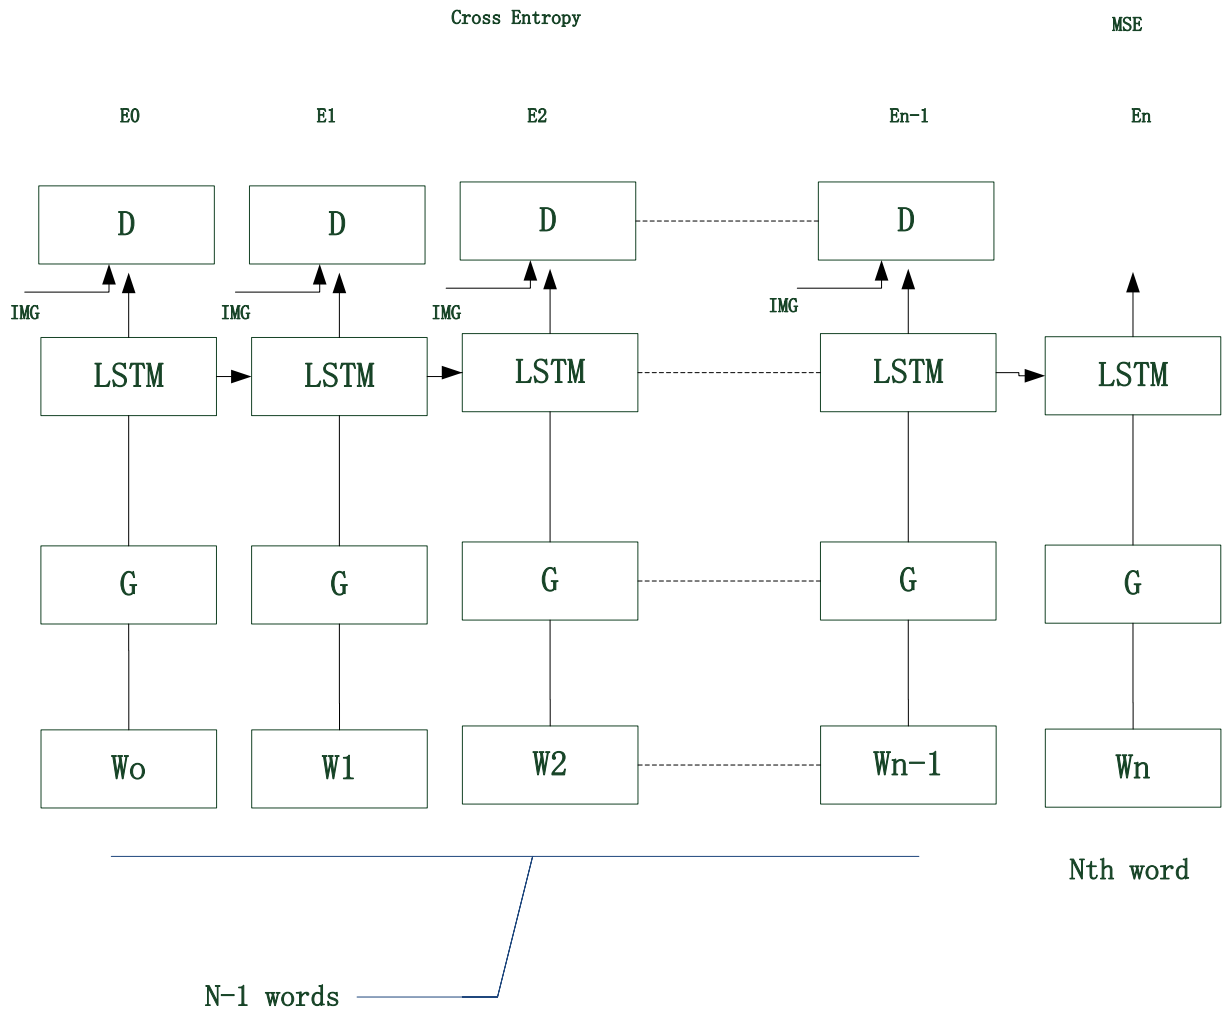 Cross Entropy
MSE
E0
E1
E2
En-1
En
D
D
D
D
IMG
IMG
IMG
IMG
LSTM
LSTM
LSTM
LSTM
LSTM
G
G
G
G
G
Wo
W1
W2
Wn-1
Wn
Nth word
N-1 words